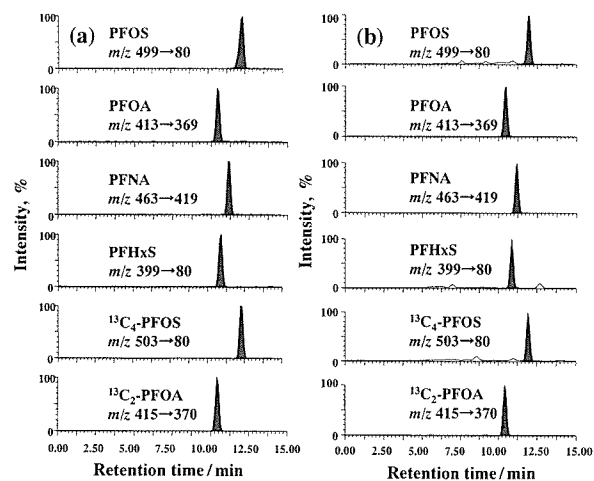 (a)
Intensity, %
100
PFOS
m/z 499→80
0
100
PFOA
m/z 413→369
0
100
PFNA
m/z 463→419
0
100
PFHxS
m/z 399→80
0
100
¹³C₄-PFOS
m/z 503→80
0
100
¹³C₂-PFOA
m/z 415→370
0
0.00 2.50 5.00 7.50 10.00 12.50 15.00
Retention time / min
(b)
Intensity, %
100
PFOS
m/z 499→80
0
100
PFOA
m/z 413→369
0
100
PFNA
m/z 463→419
0
100
PFHxS
m/z 399→80
0
100
¹³C₄-PFOS
m/z 503→80
0
100
¹³C₂-PFOA
m/z 415→370
0
0.00 2.50 5.00 7.50 10.00 12.50 15.00
Retention time / min